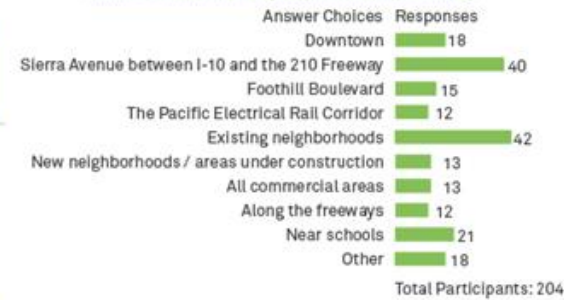 Answer Choices Responses
Downtown 18
Sierra Avenue between I-10 and the 210 Freeway 40
Foothill Boulevard 15
The Pacific Electrical Rail Corridor 12
Existing neighborhoods 42
New neighborhoods / areas under construction 13
All commercial areas 13
Along the freeways 12
Near schools 21
Other 18
Total Participants: 204